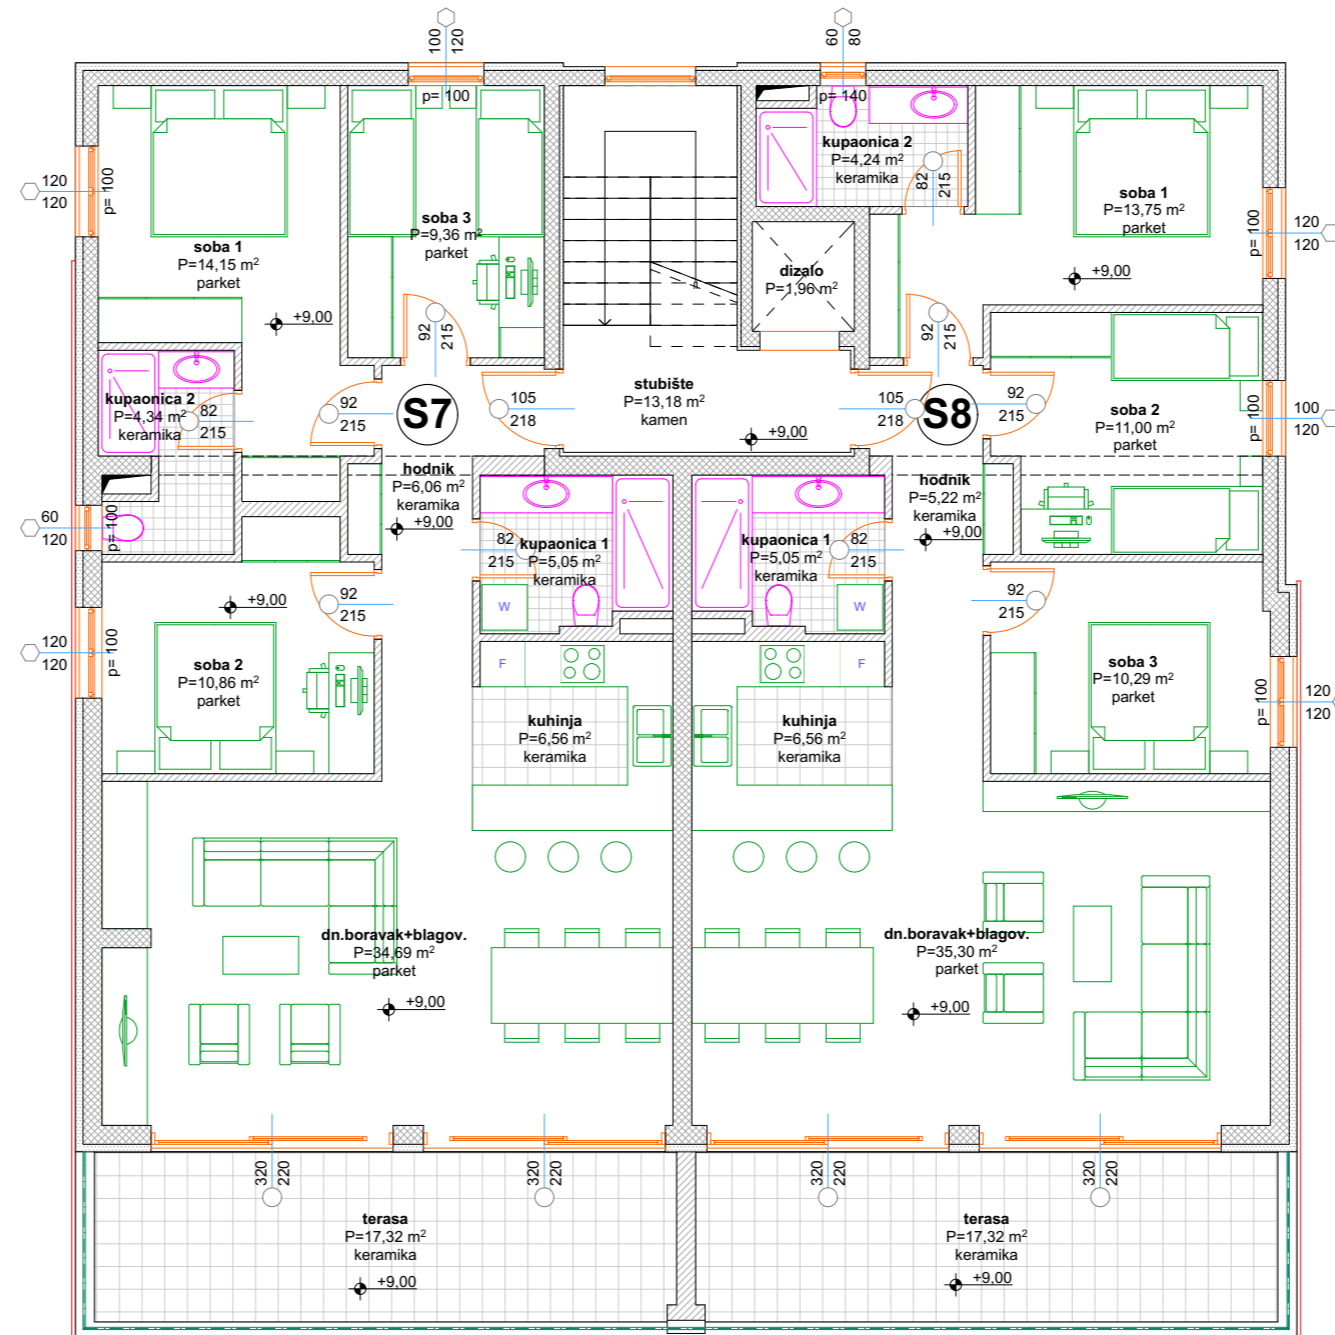 100
120
60
80
p= 100
p= 140
kupaonica 2
P=4,24 m²
keramika
82
215
120
120
p= 100
soba 1
P=14,15 m²
parket
+9,00
soba 3
P=9,36 m²
parket
92
215
dizalo
P=1,96 m²
soba 1
P=13,75 m²
parket
+9,00
p= 100
120
120
92
215
kupaonica 2
P=4,34 m²
keramika
82
215
92
215
S7
105
218
stubište
P=13,18 m²
kamen
+9,00
105
218
S8
92
215
soba 2
P=11,00 m²
parket
p= 100
100
120
60
120
p= 100
hodnik
P=6,06 m²
keramika
+9,00
82
215
kupaonica 1
P=5,05 m²
keramika
W
kupaonica 1
P=5,05 m²
keramika
82
215
W
hodnik
P=5,22 m²
keramika
+9,00
120
120
p= 100
+9,00
92
215
soba 2
P=10,86 m²
parket
F
kuhinja
P=6,56 m²
keramika
F
kuhinja
P=6,56 m²
keramika
92
215
soba 3
P=10,29 m²
parket
p= 100
120
120
dn.boravak+blagov.
P=34,69 m²
parket
+9,00
dn.boravak+blagov.
P=35,30 m²
parket
+9,00
320
220
320
220
320
220
320
220
terasa
P=17,32 m²
keramika
+9,00
terasa
P=17,32 m²
keramika
+9,00